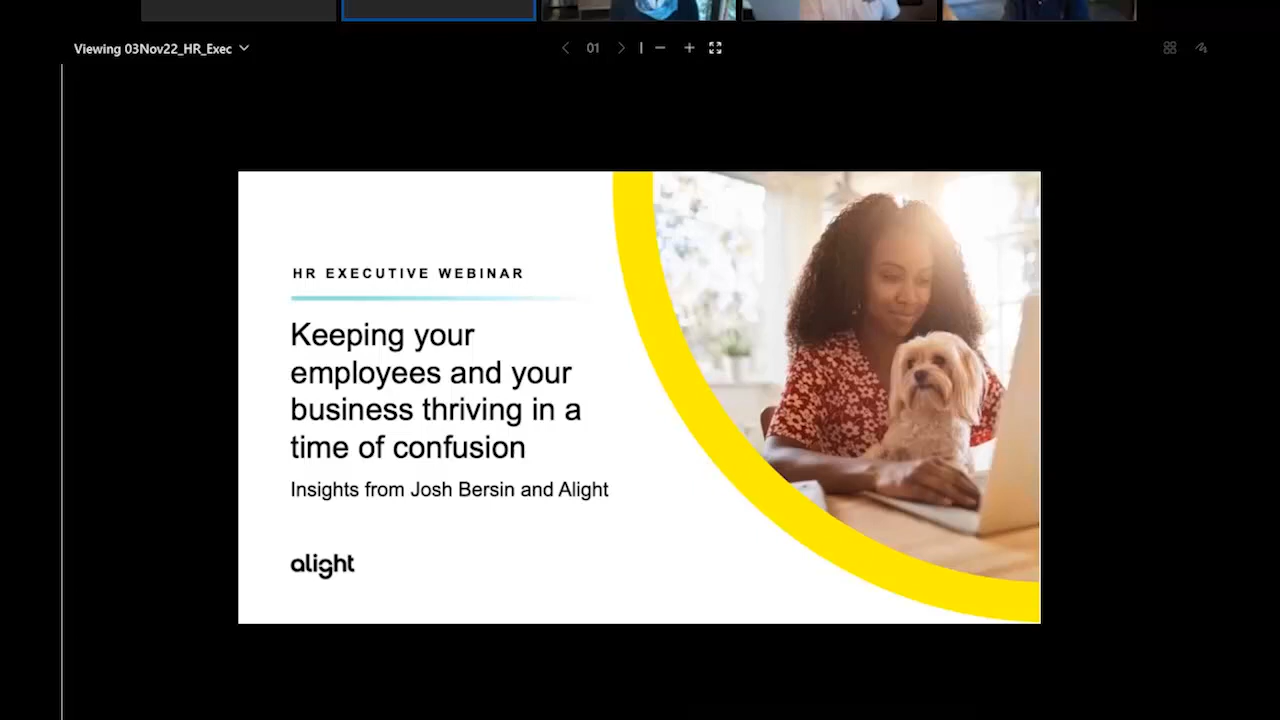 Viewing 03Nov22_HR_Exec
01
HR EXECUTIVE WEBINAR
Keeping your
employees and your
business thriving in a
time of confusion
Insights from Josh Bersin and Alight
alight